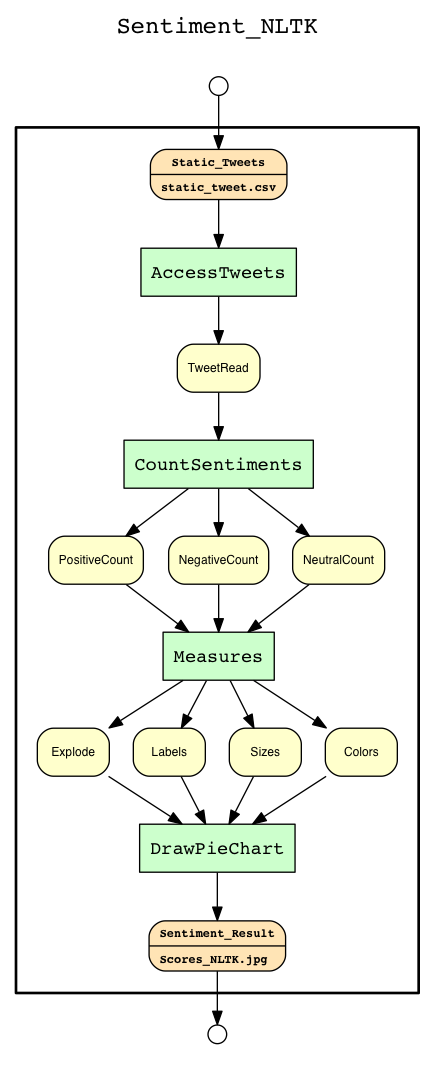 Sentiment_NLTK
Static_Tweets
static_tweet.csv
AccessTweets
TweetRead
CountSentiments
PositiveCount NegativeCount NeutralCount
Measures
Explode Labels Sizes Colors
DrawPieChart
Sentiment_Result
Scores_NLTK.jpg